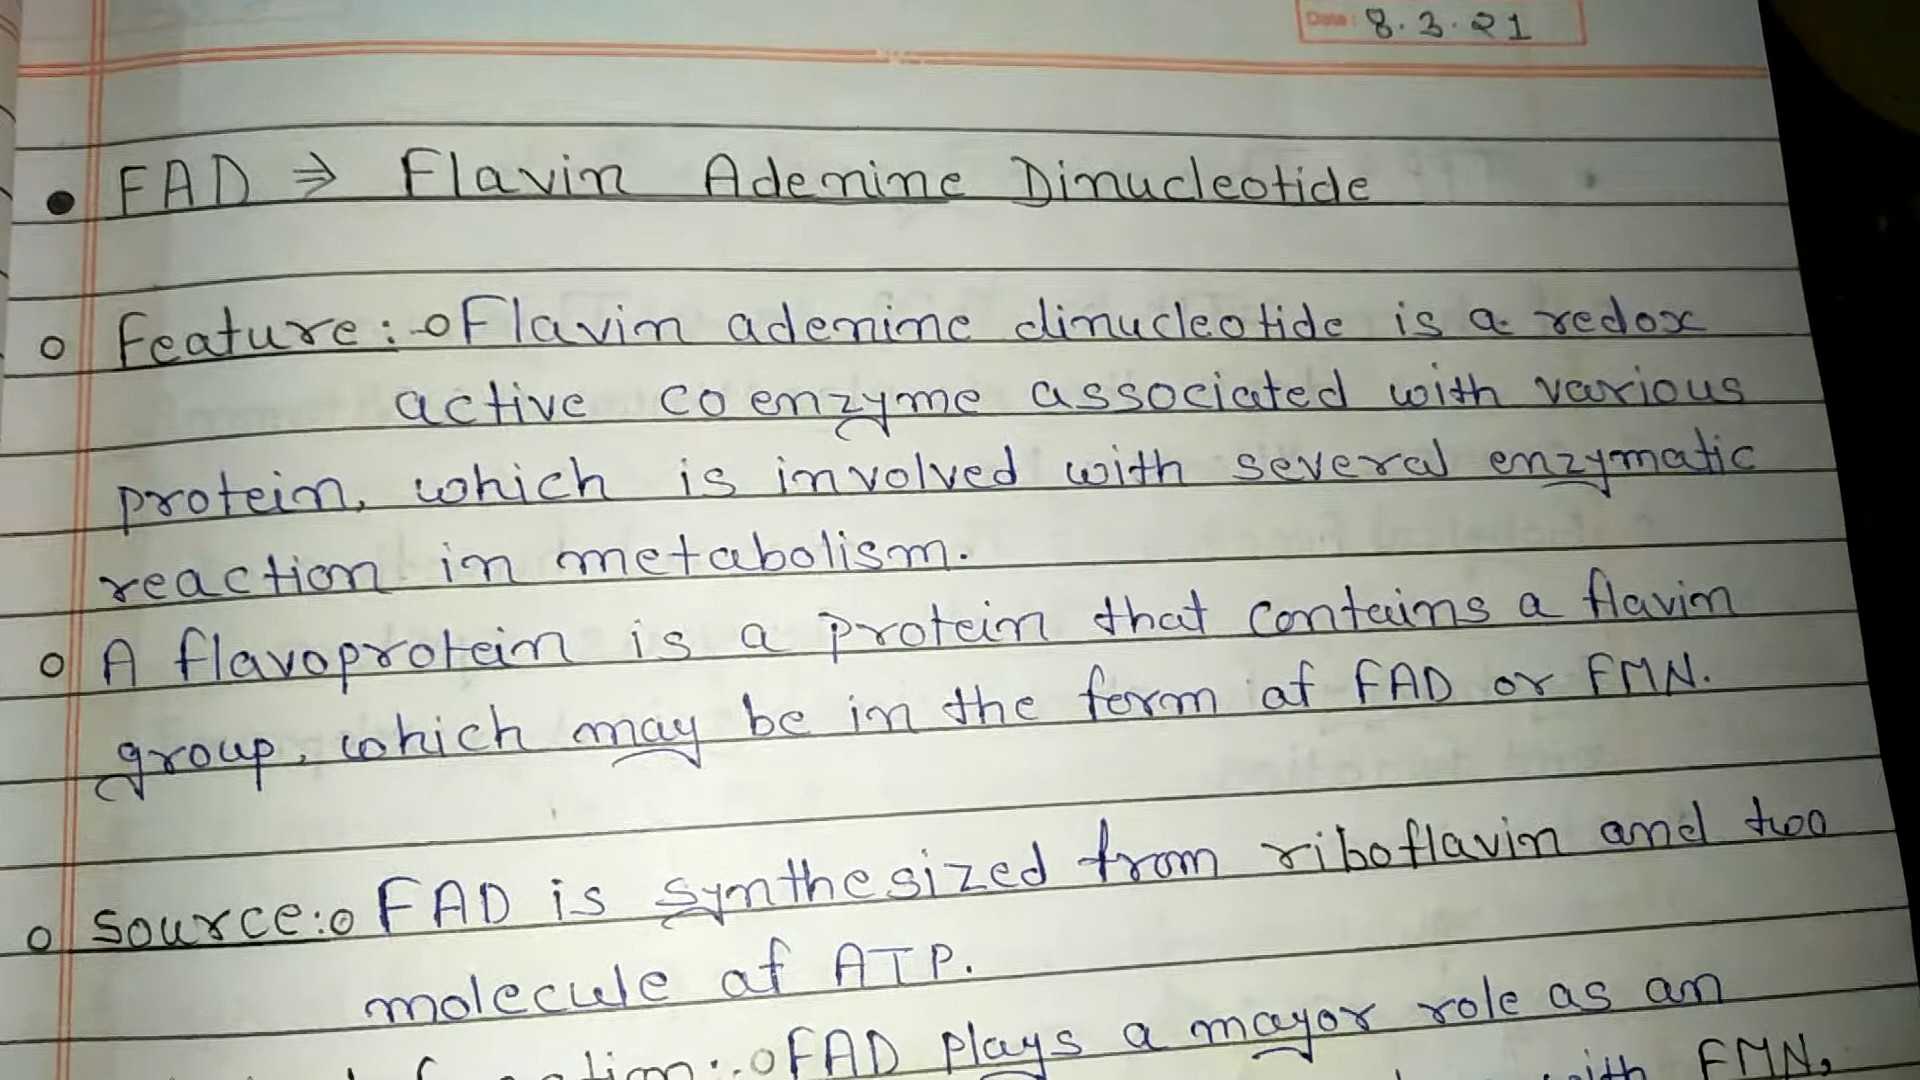 Date: 8.3.21
• FAD ⇒ Flavin Adenine Dinucleotide
o Feature:-o Flavin adenine dinucleotide is a redox
active coenzyme associated with various
protein, which is involved with several enzymatic
reaction in metabolism.
o A flavoprotein is a protein that contains a flavin
group, which may be in the form of FAD or FMN.
o Source:o FAD is synthesized from riboflavin and two
molecule of ATP.
FAD plays a mayor role as an
with FMN,